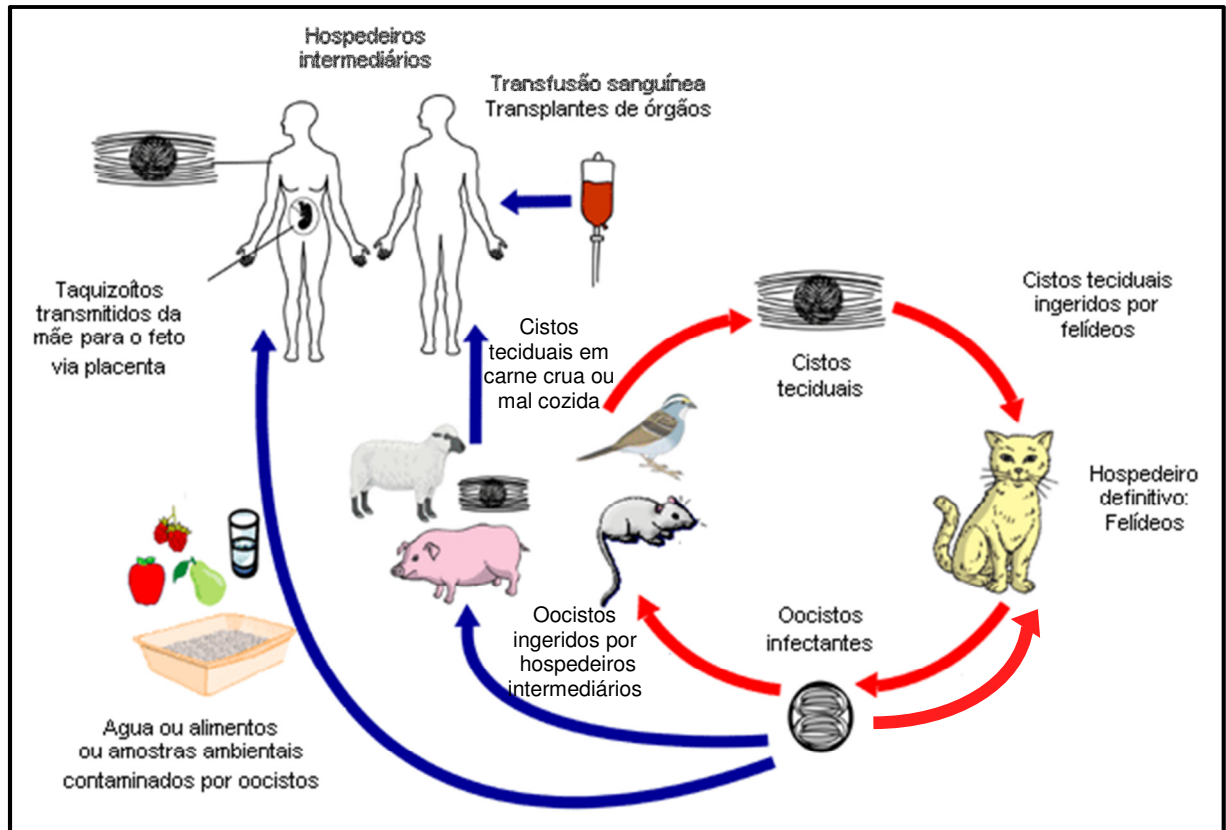 Hospedeiros
intermediários
Transfusão sanguínea
Transplantes de órgãos
Taquizoítos
transmitidos da
mãe para o feto
via placenta
Cistos
teciduais em
carne crua ou
mal cozida
Cistos
teciduais
Cistos teciduais
ingeridos por
felídeos
Hospedeiro
definitivo:
Felídeos
Oocistos
infectantes
Oocistos
ingeridos por
hospedeiros
intermediários
Agua ou alimentos
ou amostras ambientais
contaminados por oocistos